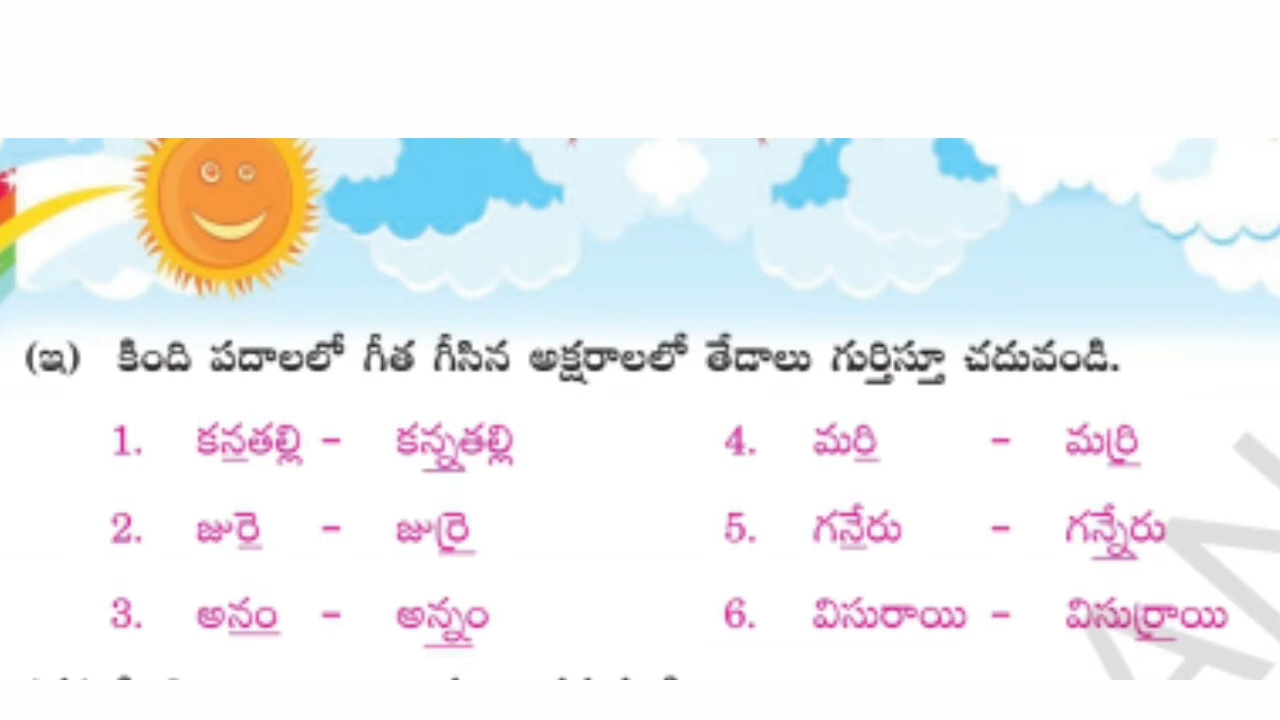 (ఇ) కింది పదాలలో గీత గీసిన అక్షరాలలో తేడాలు గుర్తిస్తూ చదువండి.
1. కనతల్లి - కన్నతల్లి 4. మరి - మర్రి
2. జురె - జుర్రె 5. గనేరు - గన్నేరు
3. అనం - అన్నం 6. విసురాయి - విసుర్రాయి